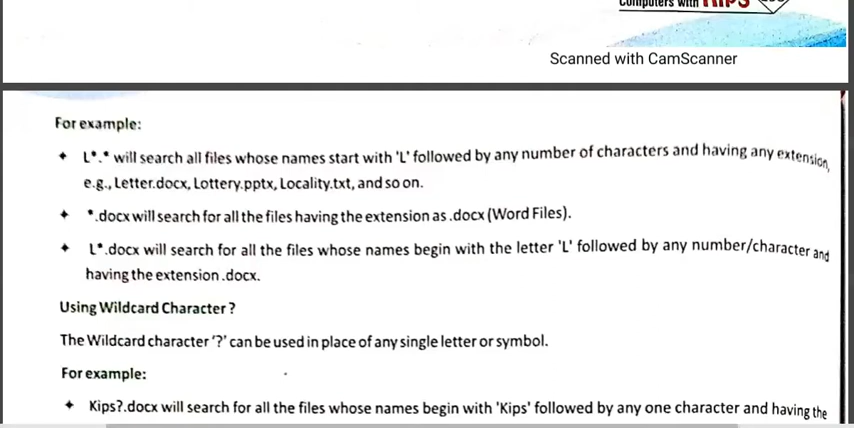 Computers with KIPS
Scanned with CamScanner
For example:
L*.* will search all files whose names start with 'L' followed by any number of characters and having any extension,
e.g., Letter.docx, Lottery.pptx, Locality.txt, and so on.
*.docx will search for all the files having the extension as .docx (Word Files).
L*.docx will search for all the files whose names begin with the letter 'L' followed by any number/character and
having the extension .docx.
Using Wildcard Character ?
The Wildcard character '?' can be used in place of any single letter or symbol.
For example:
Kips?.docx will search for all the files whose names begin with 'Kips' followed by any one character and having the